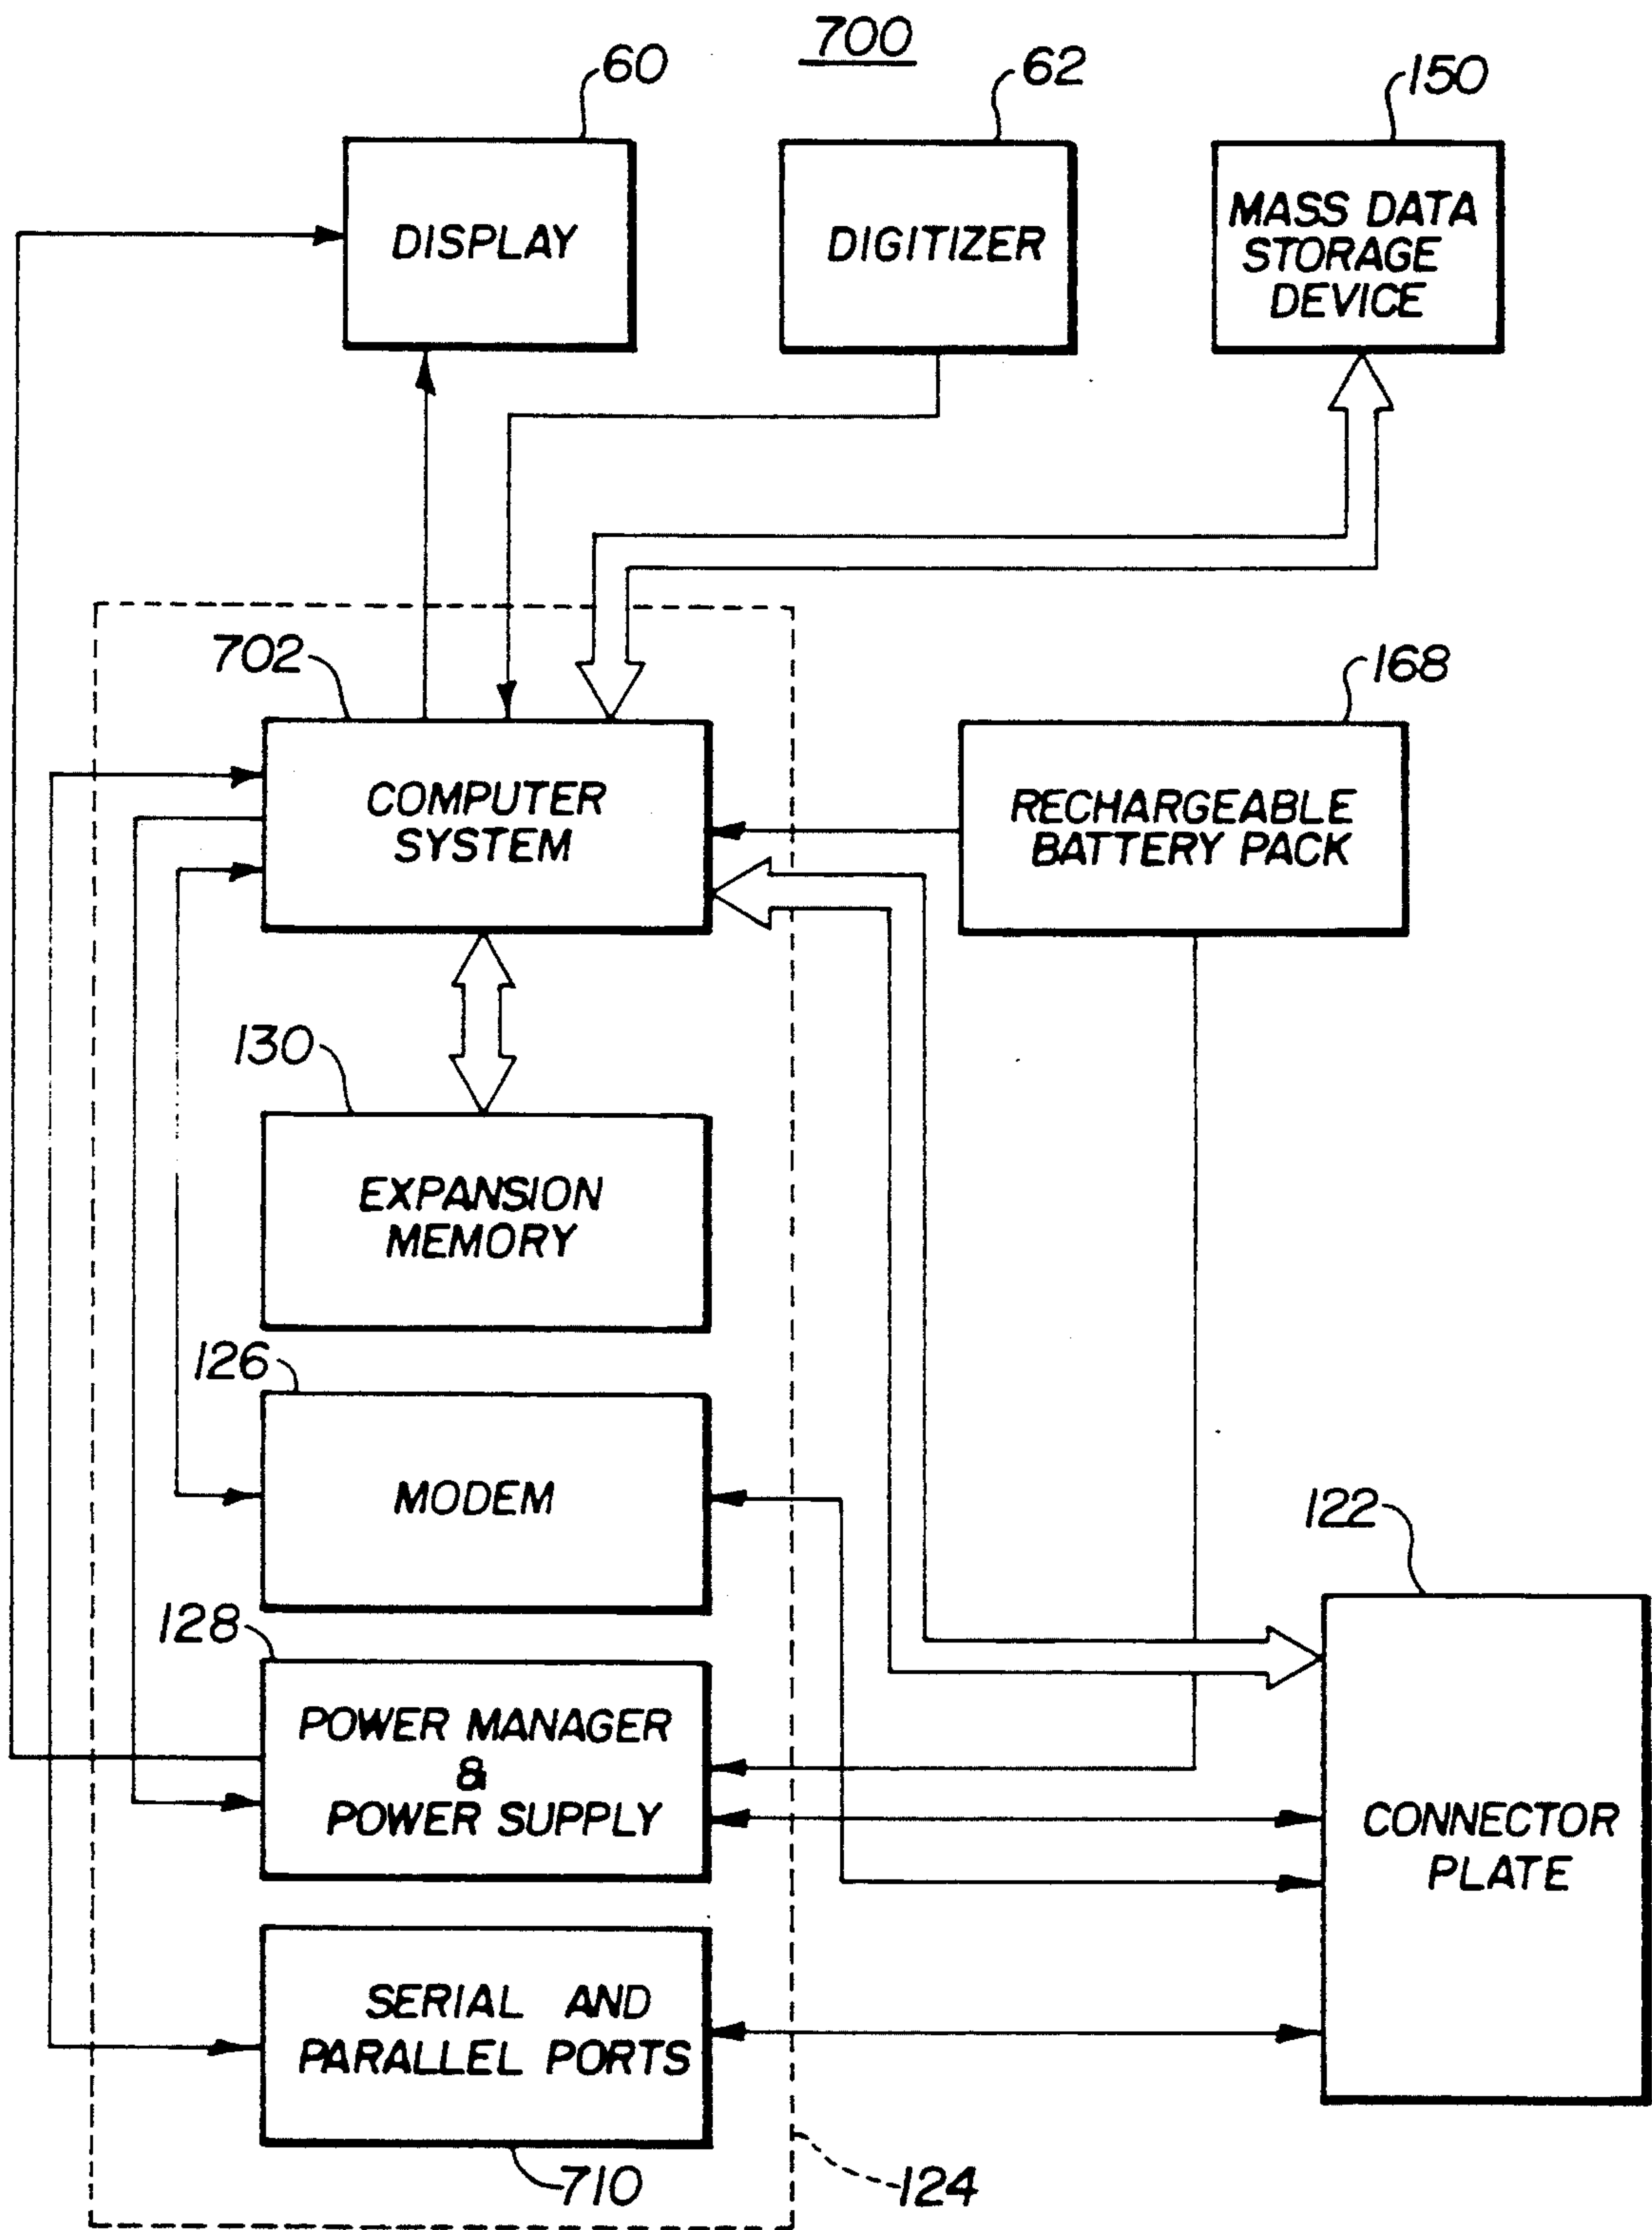 700
60
62
150
DISPLAY
DIGITIZER
MASS DATA
STORAGE
DEVICE
702
168
COMPUTER
SYSTEM
RECHARGEABLE
BATTERY PACK
130
EXPANSION
MEMORY
126
MODEM
122
128
POWER MANAGER
&
POWER SUPPLY
CONNECTOR
PLATE
SERIAL AND
PARALLEL PORTS
710
124